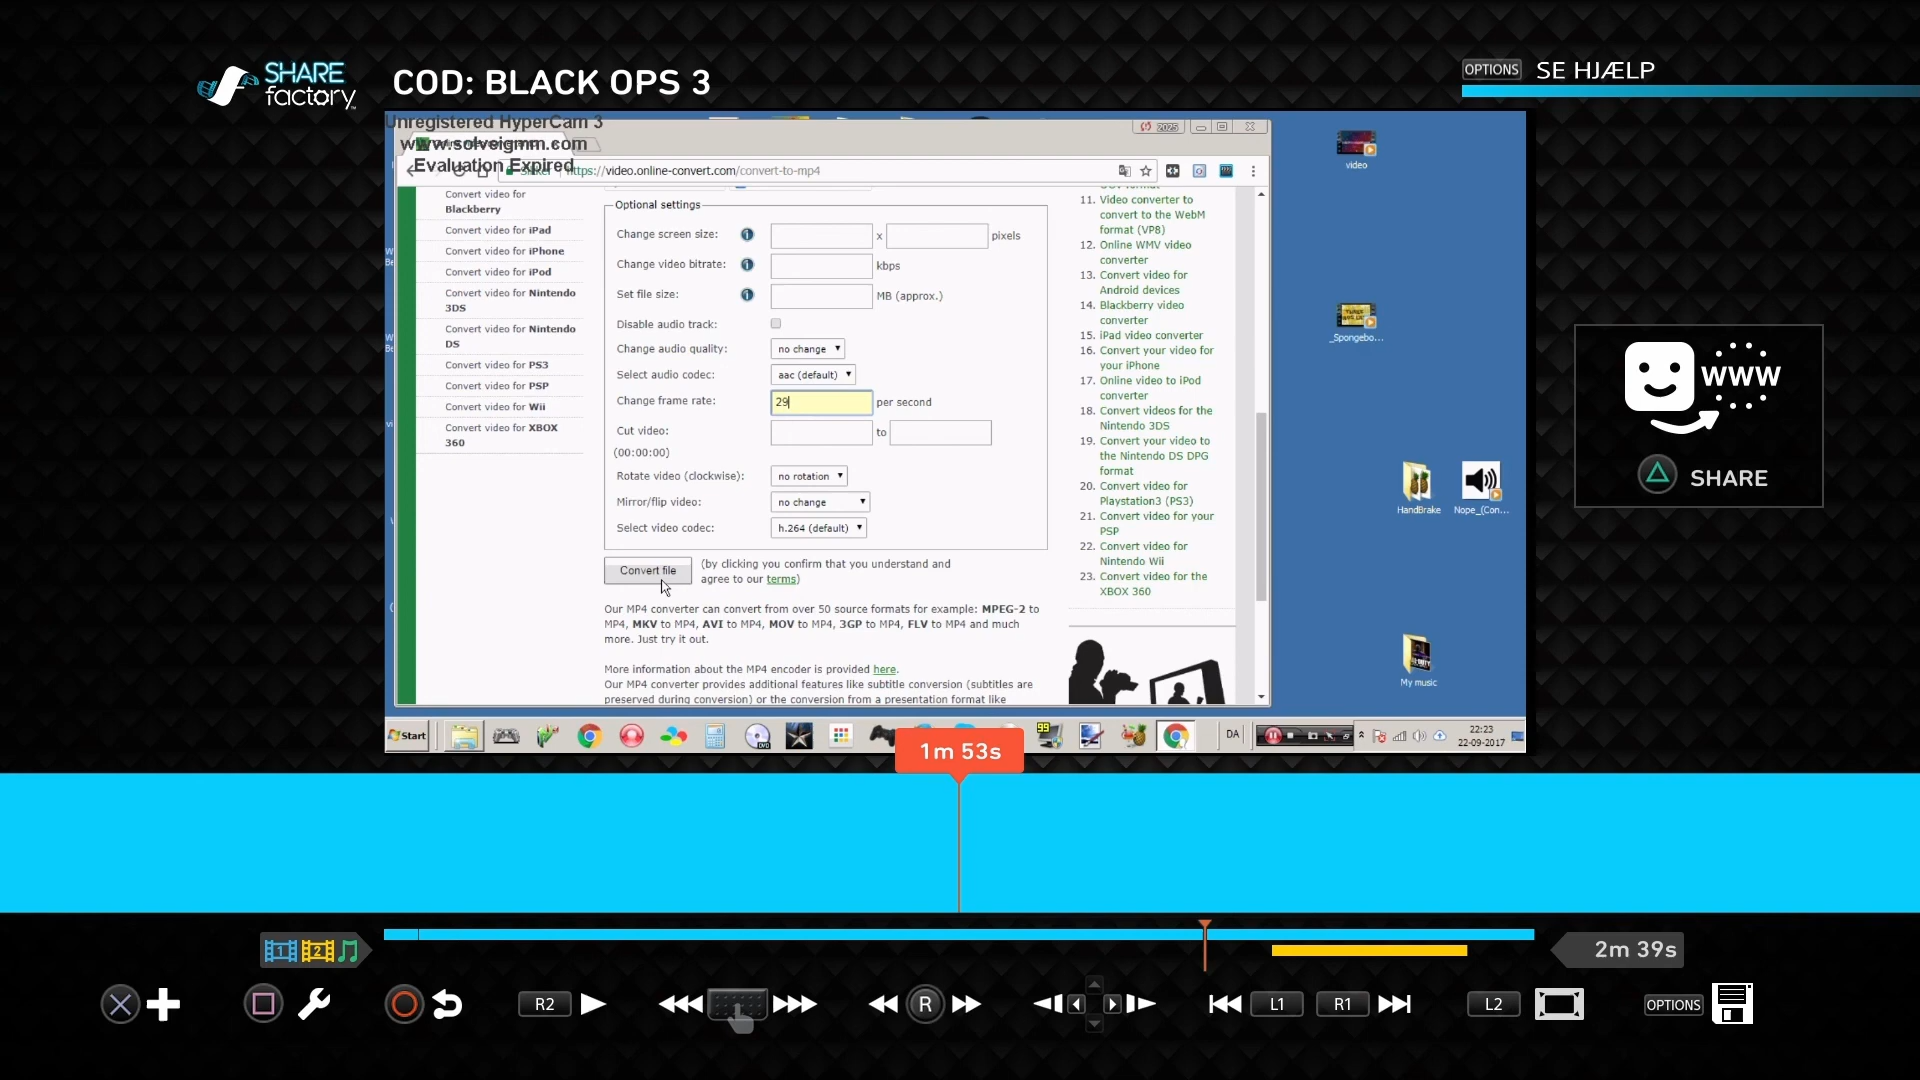 SHARE
factory™
COD: BLACK OPS 3
OPTIONS SE HJÆLP
Unregistered HyperCam 3
www.solveigmm.com
Evaluation Expired
https://video.online-convert.com/convert-to-mp4
2025
Convert video for
Blackberry
Convert video for iPad
Convert video for iPhone
Convert video for iPod
Convert video for Nintendo
3DS
Convert video for Nintendo
DS
Convert video for PS3
Convert video for PSP
Convert video for Wii
Convert video for XBOX
360
Optional settings
Change screen size: x pixels
Change video bitrate: kbps
Set file size: MB (approx.)
Disable audio track:
Change audio quality: no change
Select audio codec: aac (default)
Change frame rate: 29 per second
Cut video: to
(00:00:00)
Rotate video (clockwise): no rotation
Mirror/flip video: no change
Select video codec: h.264 (default)
Convert file (by clicking you confirm that you understand and
agree to our terms)
Our MP4 converter can convert from over 50 source formats for example: MPEG-2 to
MP4, MKV to MP4, AVI to MP4, MOV to MP4, 3GP to MP4, FLV to MP4 and much
more. Just try it out.
More information about the MP4 encoder is provided here.
Our MP4 converter provides additional features like subtitle conversion (subtitles are
preserved during conversion) or the conversion from a presentation format like
11. Video converter to
convert to the WebM
format (VP8)
12. Online WMV video
converter
13. Convert video for
Android devices
14. Blackberry video
converter
15. iPad video converter
16. Convert your video for
your iPhone
17. Online video to iPod
converter
18. Convert videos for the
Nintendo 3DS
19. Convert your video to
the Nintendo DS DPG
format
20. Convert video for
Playstation3 (PS3)
21. Convert video for your
PSP
22. Convert video for
Nintendo Wii
23. Convert video for the
XBOX 360
video
_Spongebo...
HandBrake
Nope_(Con...
My music
www
SHARE
Start
99
DA
22:23
22-09-2017
1m 53s
1 2
2m 39s
R2
R
L1
R1
L2
OPTIONS